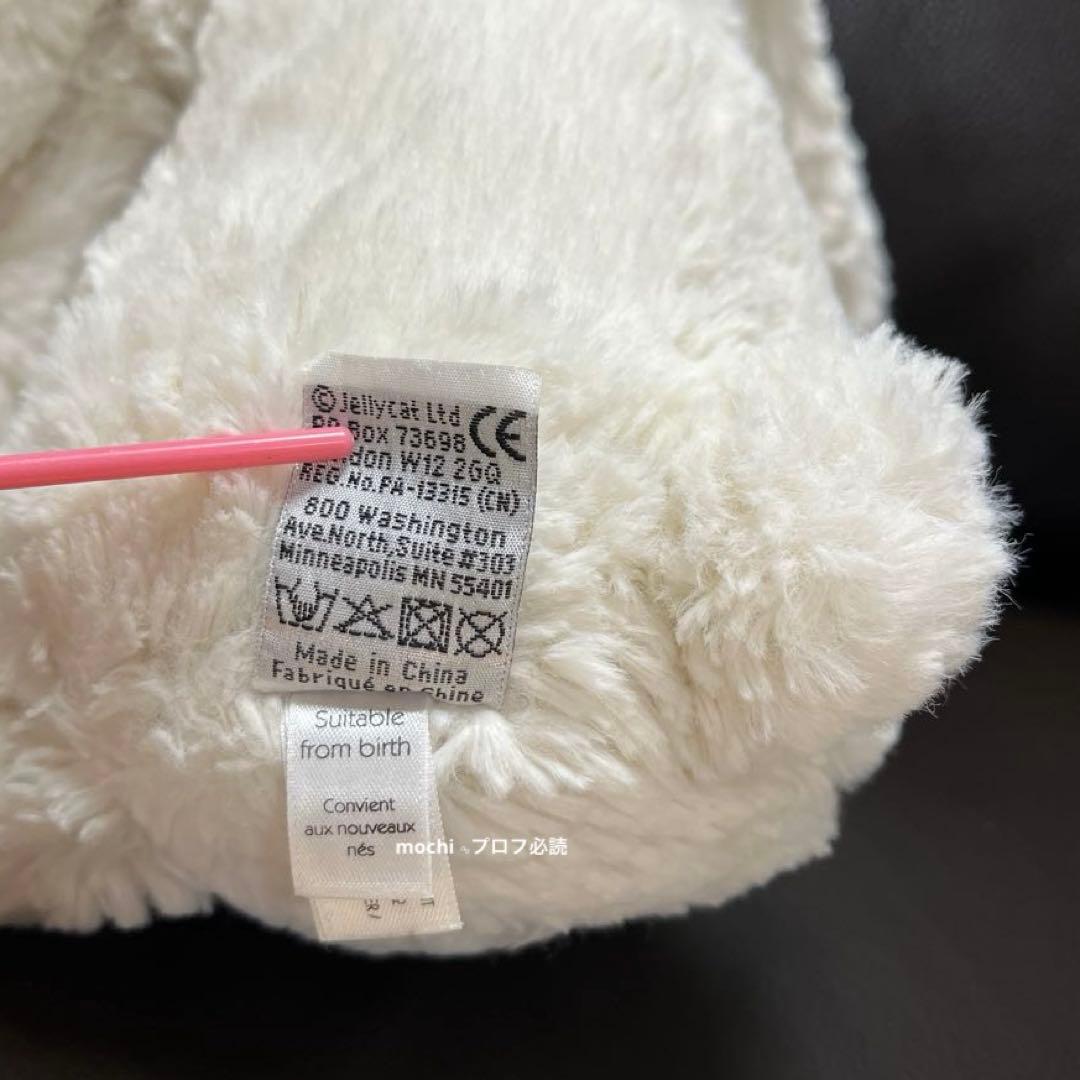 © Jellycat Ltd
Box 73698 CE
W12 2GQ
REG.No.PA-13315 (CN)
800 Washington
Ave.North,Suite #303
Minneapolis MN 55401
Made in China
Fabriqué en Chine
Suitable
from birth
Convient
aux nouveaux
nés
mochi プロフ必読